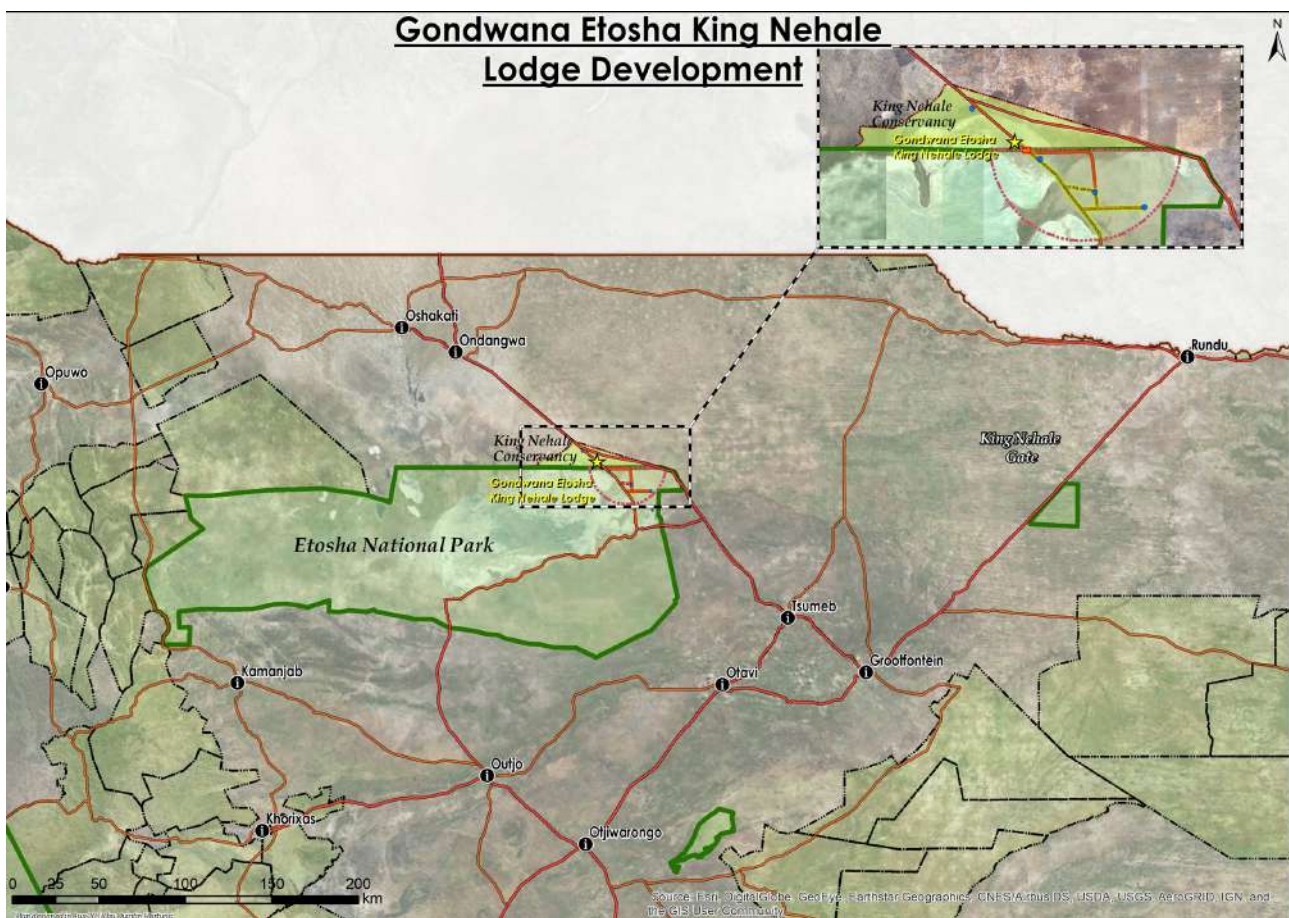 Gondwana Etosha King Nehale
Lodge Development
N
King Nehale
Conservancy
Gondwana Etosha
King Nehale Lodge
Oshakati
Ondangwa
Opuwo
Rundu
King Nehale
Conservancy
Gondwana Etosha
King Nehale Lodge
King Nehale
Gate
Etosha National Park
Tsumeb
Grootfontein
Otavi
Kamanjab
Outjo
Khorixas
Otjiwarongo
0 25 50 100 150 200
km
Source: Esri, DigitalGlobe, GeoEye, Earthstar Geographics, CNES/Airbus DS, USDA, USGS, AeroGRID, IGN, and
the GIS User Community